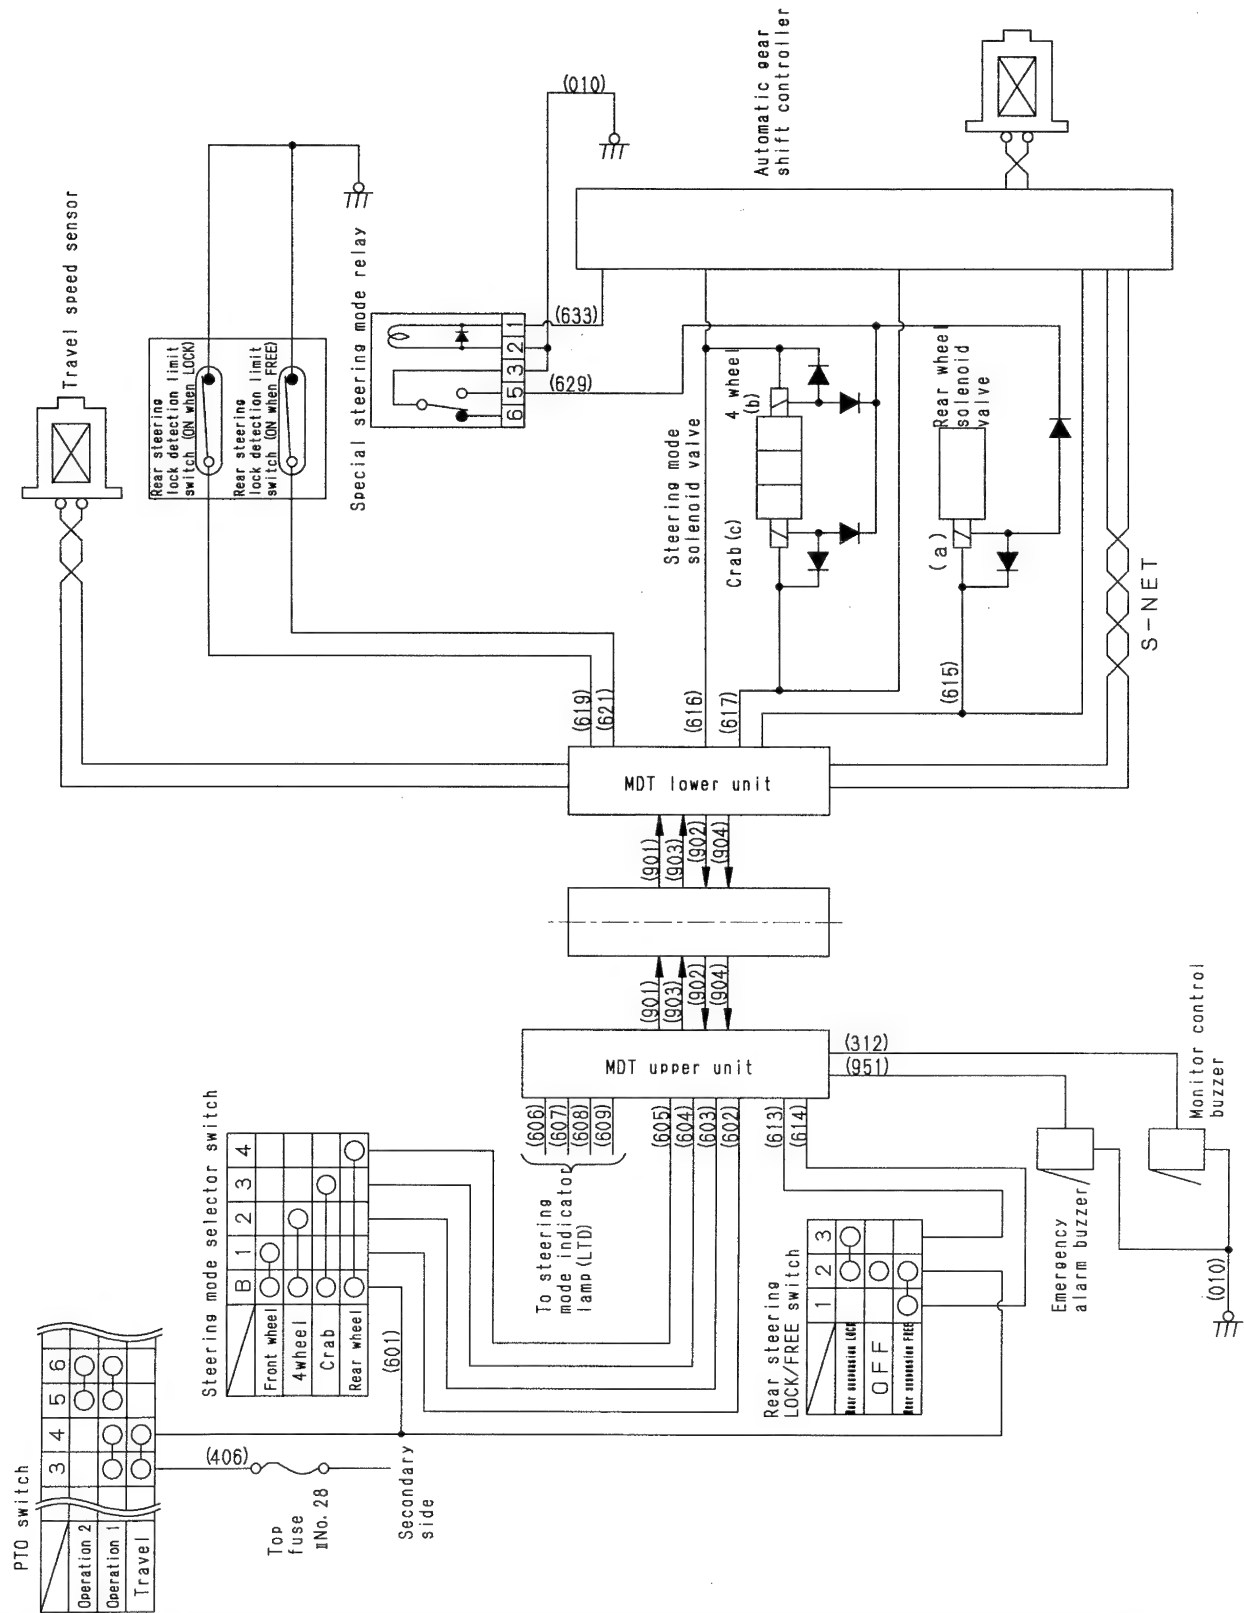 PTO switch
3 4 5 6
Operation 2
Operation 1
Travel
(406)
Top
fuse
ⅡNo. 28
Secondary
side
Steering mode selector switch
B 1 2 3 4
Front wheel
4wheel
Crab
Rear wheel
(601)
To steering
mode indicator
lamp(LTD)
(606)
(607)
(608)
(609)
(605)
(604)
(603)
(602)
(613)
(614)
MDT upper unit
(312)
(951)
Rear steering
LOCK/FREE switch
1 2 3
Rear suspension LOCK
OFF
Rear suspension FREE
Emergency
alarm buzzer
Monitor control
buzzer
(010)
(901)
(903)
(902)
(904)
(901)
(903)
(902)
(904)
MDT lower unit
(619)
(621)
(616)
(617)
(615)
S-NET
Travel speed sensor
Rear steering
lock detection limit
switch (ON when LOCK)
Rear steering
lock detection limit
switch (ON when FREE)
Special steering mode relay
6 5 3 2 1
(629)
(633)
(010)
Steering mode
solenoid valve
Crab(c)
4 wheel
(b)
(a)
Rear wheel
solenoid
valve
Automatic gear
shift controller